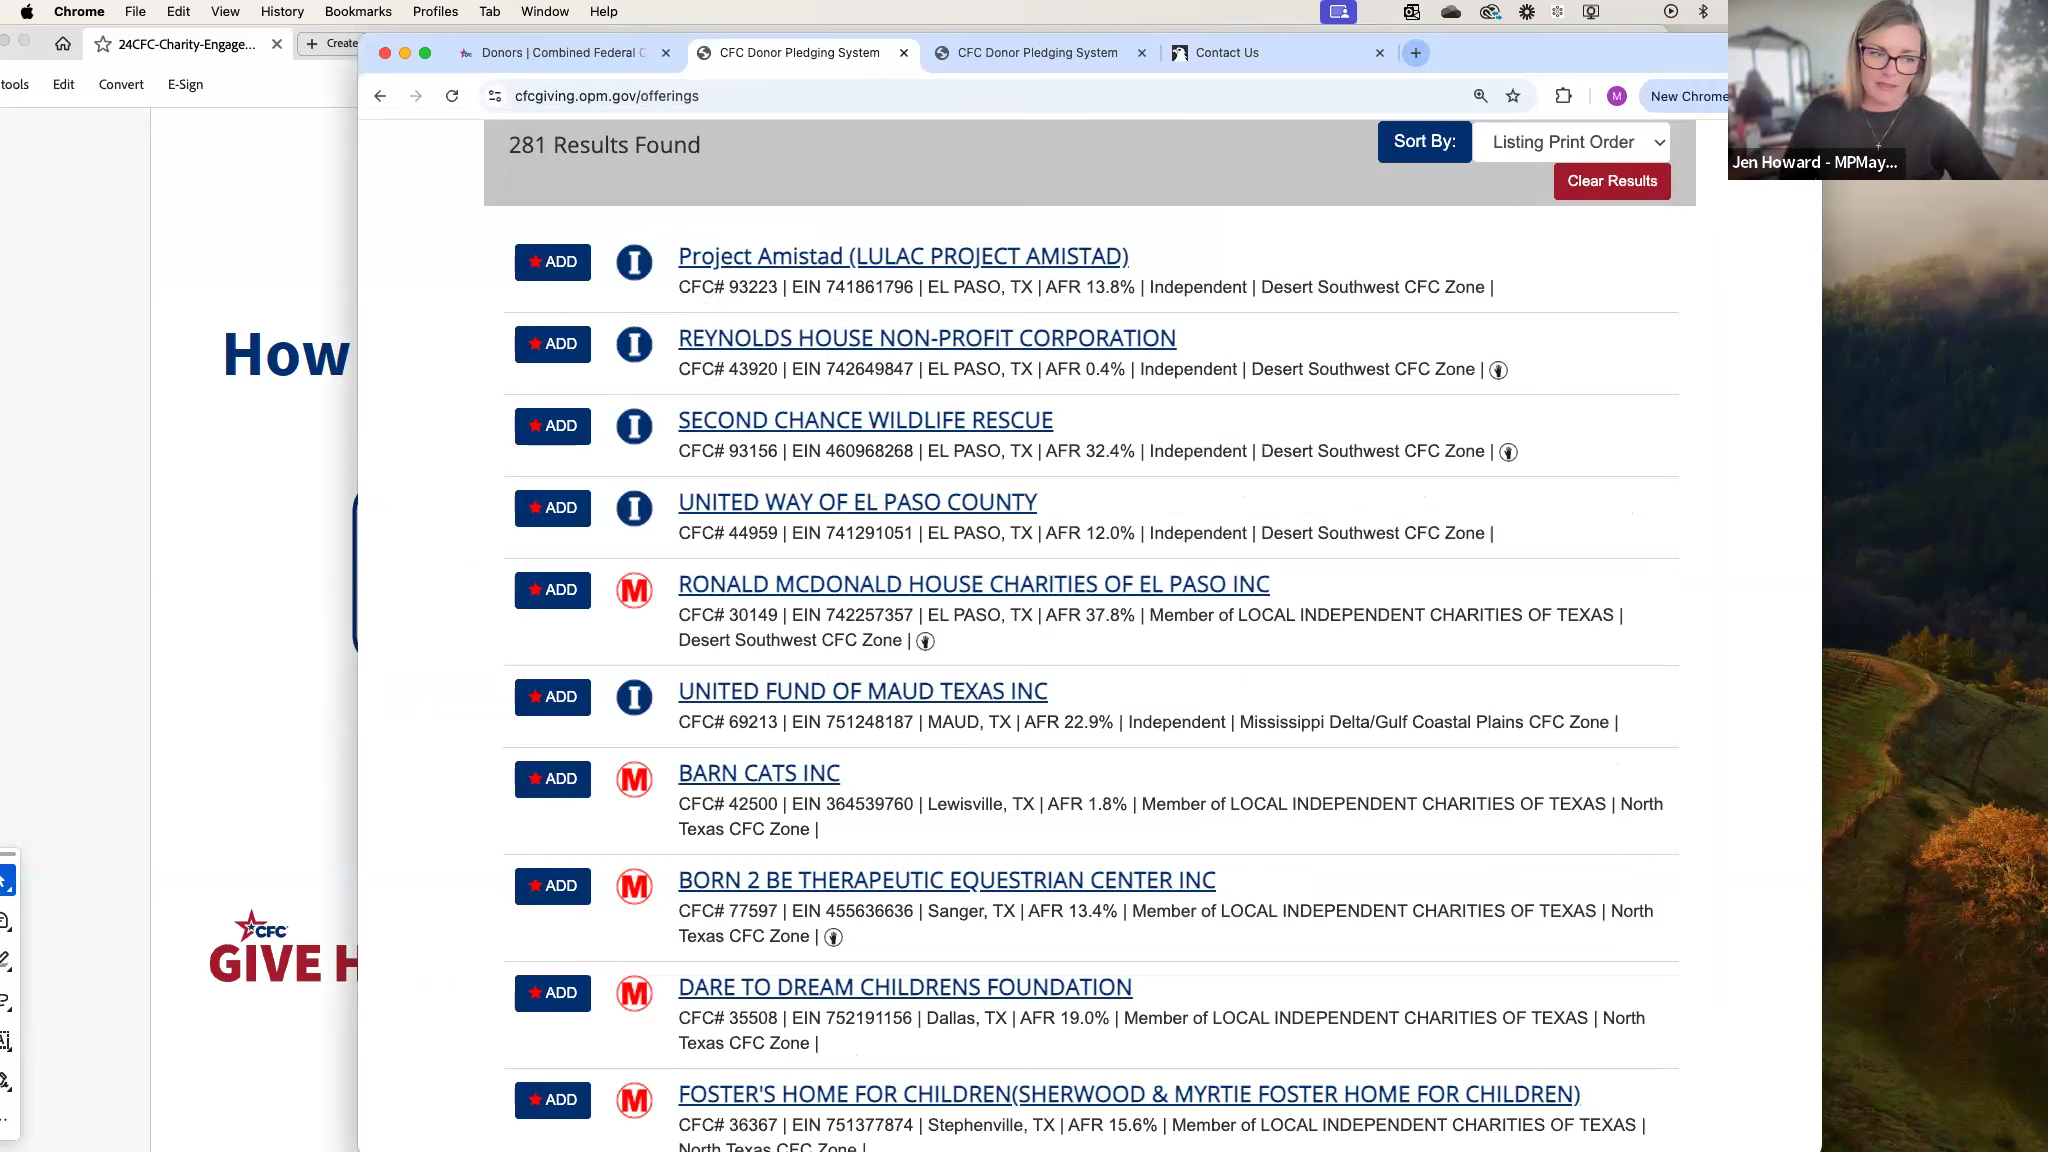 Chrome File Edit View History Bookmarks Profiles Tab Window Help
24CFC-Charity-Engage... + Create
Donors | Combined Federal C
CFC Donor Pledging System
CFC Donor Pledging System
Contact Us
tools Edit Convert E-Sign
cfcgiving.opm.gov/offerings
M
New Chrome
Jen Howard - MPMay...
281 Results Found
Sort By: Listing Print Order
Clear Results
ADD I Project Amistad (LULAC PROJECT AMISTAD)
CFC# 93223 | EIN 741861796 | EL PASO, TX | AFR 13.8% | Independent | Desert Southwest CFC Zone |
ADD I REYNOLDS HOUSE NON-PROFIT CORPORATION
CFC# 43920 | EIN 742649847 | EL PASO, TX | AFR 0.4% | Independent | Desert Southwest CFC Zone |
ADD I SECOND CHANCE WILDLIFE RESCUE
CFC# 93156 | EIN 460968268 | EL PASO, TX | AFR 32.4% | Independent | Desert Southwest CFC Zone |
ADD I UNITED WAY OF EL PASO COUNTY
CFC# 44959 | EIN 741291051 | EL PASO, TX | AFR 12.0% | Independent | Desert Southwest CFC Zone |
ADD M RONALD MCDONALD HOUSE CHARITIES OF EL PASO INC
CFC# 30149 | EIN 742257357 | EL PASO, TX | AFR 37.8% | Member of LOCAL INDEPENDENT CHARITIES OF TEXAS |
Desert Southwest CFC Zone |
ADD I UNITED FUND OF MAUD TEXAS INC
CFC# 69213 | EIN 751248187 | MAUD, TX | AFR 22.9% | Independent | Mississippi Delta/Gulf Coastal Plains CFC Zone |
ADD M BARN CATS INC
CFC# 42500 | EIN 364539760 | Lewisville, TX | AFR 1.8% | Member of LOCAL INDEPENDENT CHARITIES OF TEXAS | North
Texas CFC Zone |
ADD M BORN 2 BE THERAPEUTIC EQUESTRIAN CENTER INC
CFC# 77597 | EIN 455636636 | Sanger, TX | AFR 13.4% | Member of LOCAL INDEPENDENT CHARITIES OF TEXAS | North
Texas CFC Zone |
ADD M DARE TO DREAM CHILDRENS FOUNDATION
CFC# 35508 | EIN 752191156 | Dallas, TX | AFR 19.0% | Member of LOCAL INDEPENDENT CHARITIES OF TEXAS | North
Texas CFC Zone |
ADD M FOSTER'S HOME FOR CHILDREN(SHERWOOD & MYRTIE FOSTER HOME FOR CHILDREN)
CFC# 36367 | EIN 751377874 | Stephenville, TX | AFR 15.6% | Member of LOCAL INDEPENDENT CHARITIES OF TEXAS |
North Texas CFC Zone |
How
CFC
GIVE H